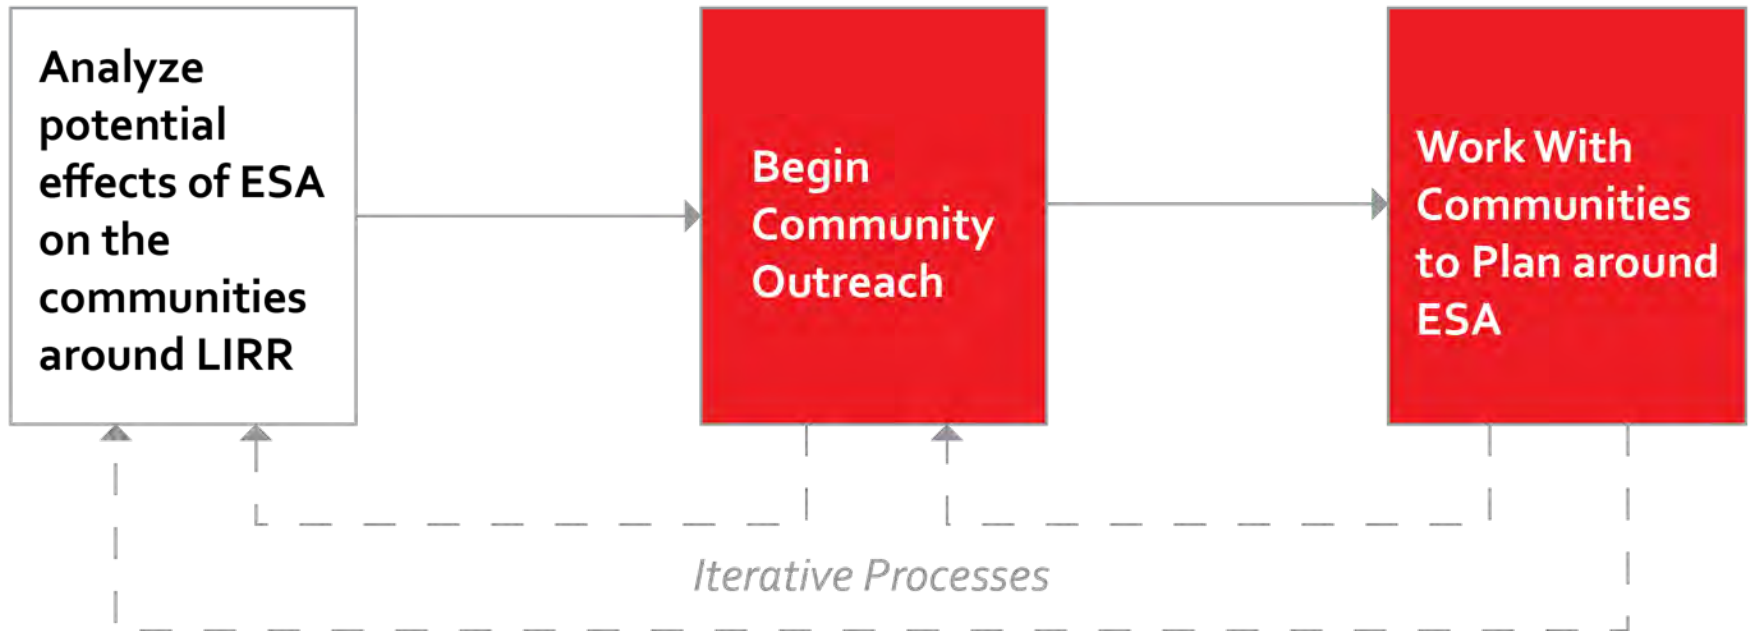 Analyze
potential
effects of ESA
on the
communities
around LIRR
Begin
Community
Outreach
Work With
Communities
to Plan around
ESA
Iterative Processes